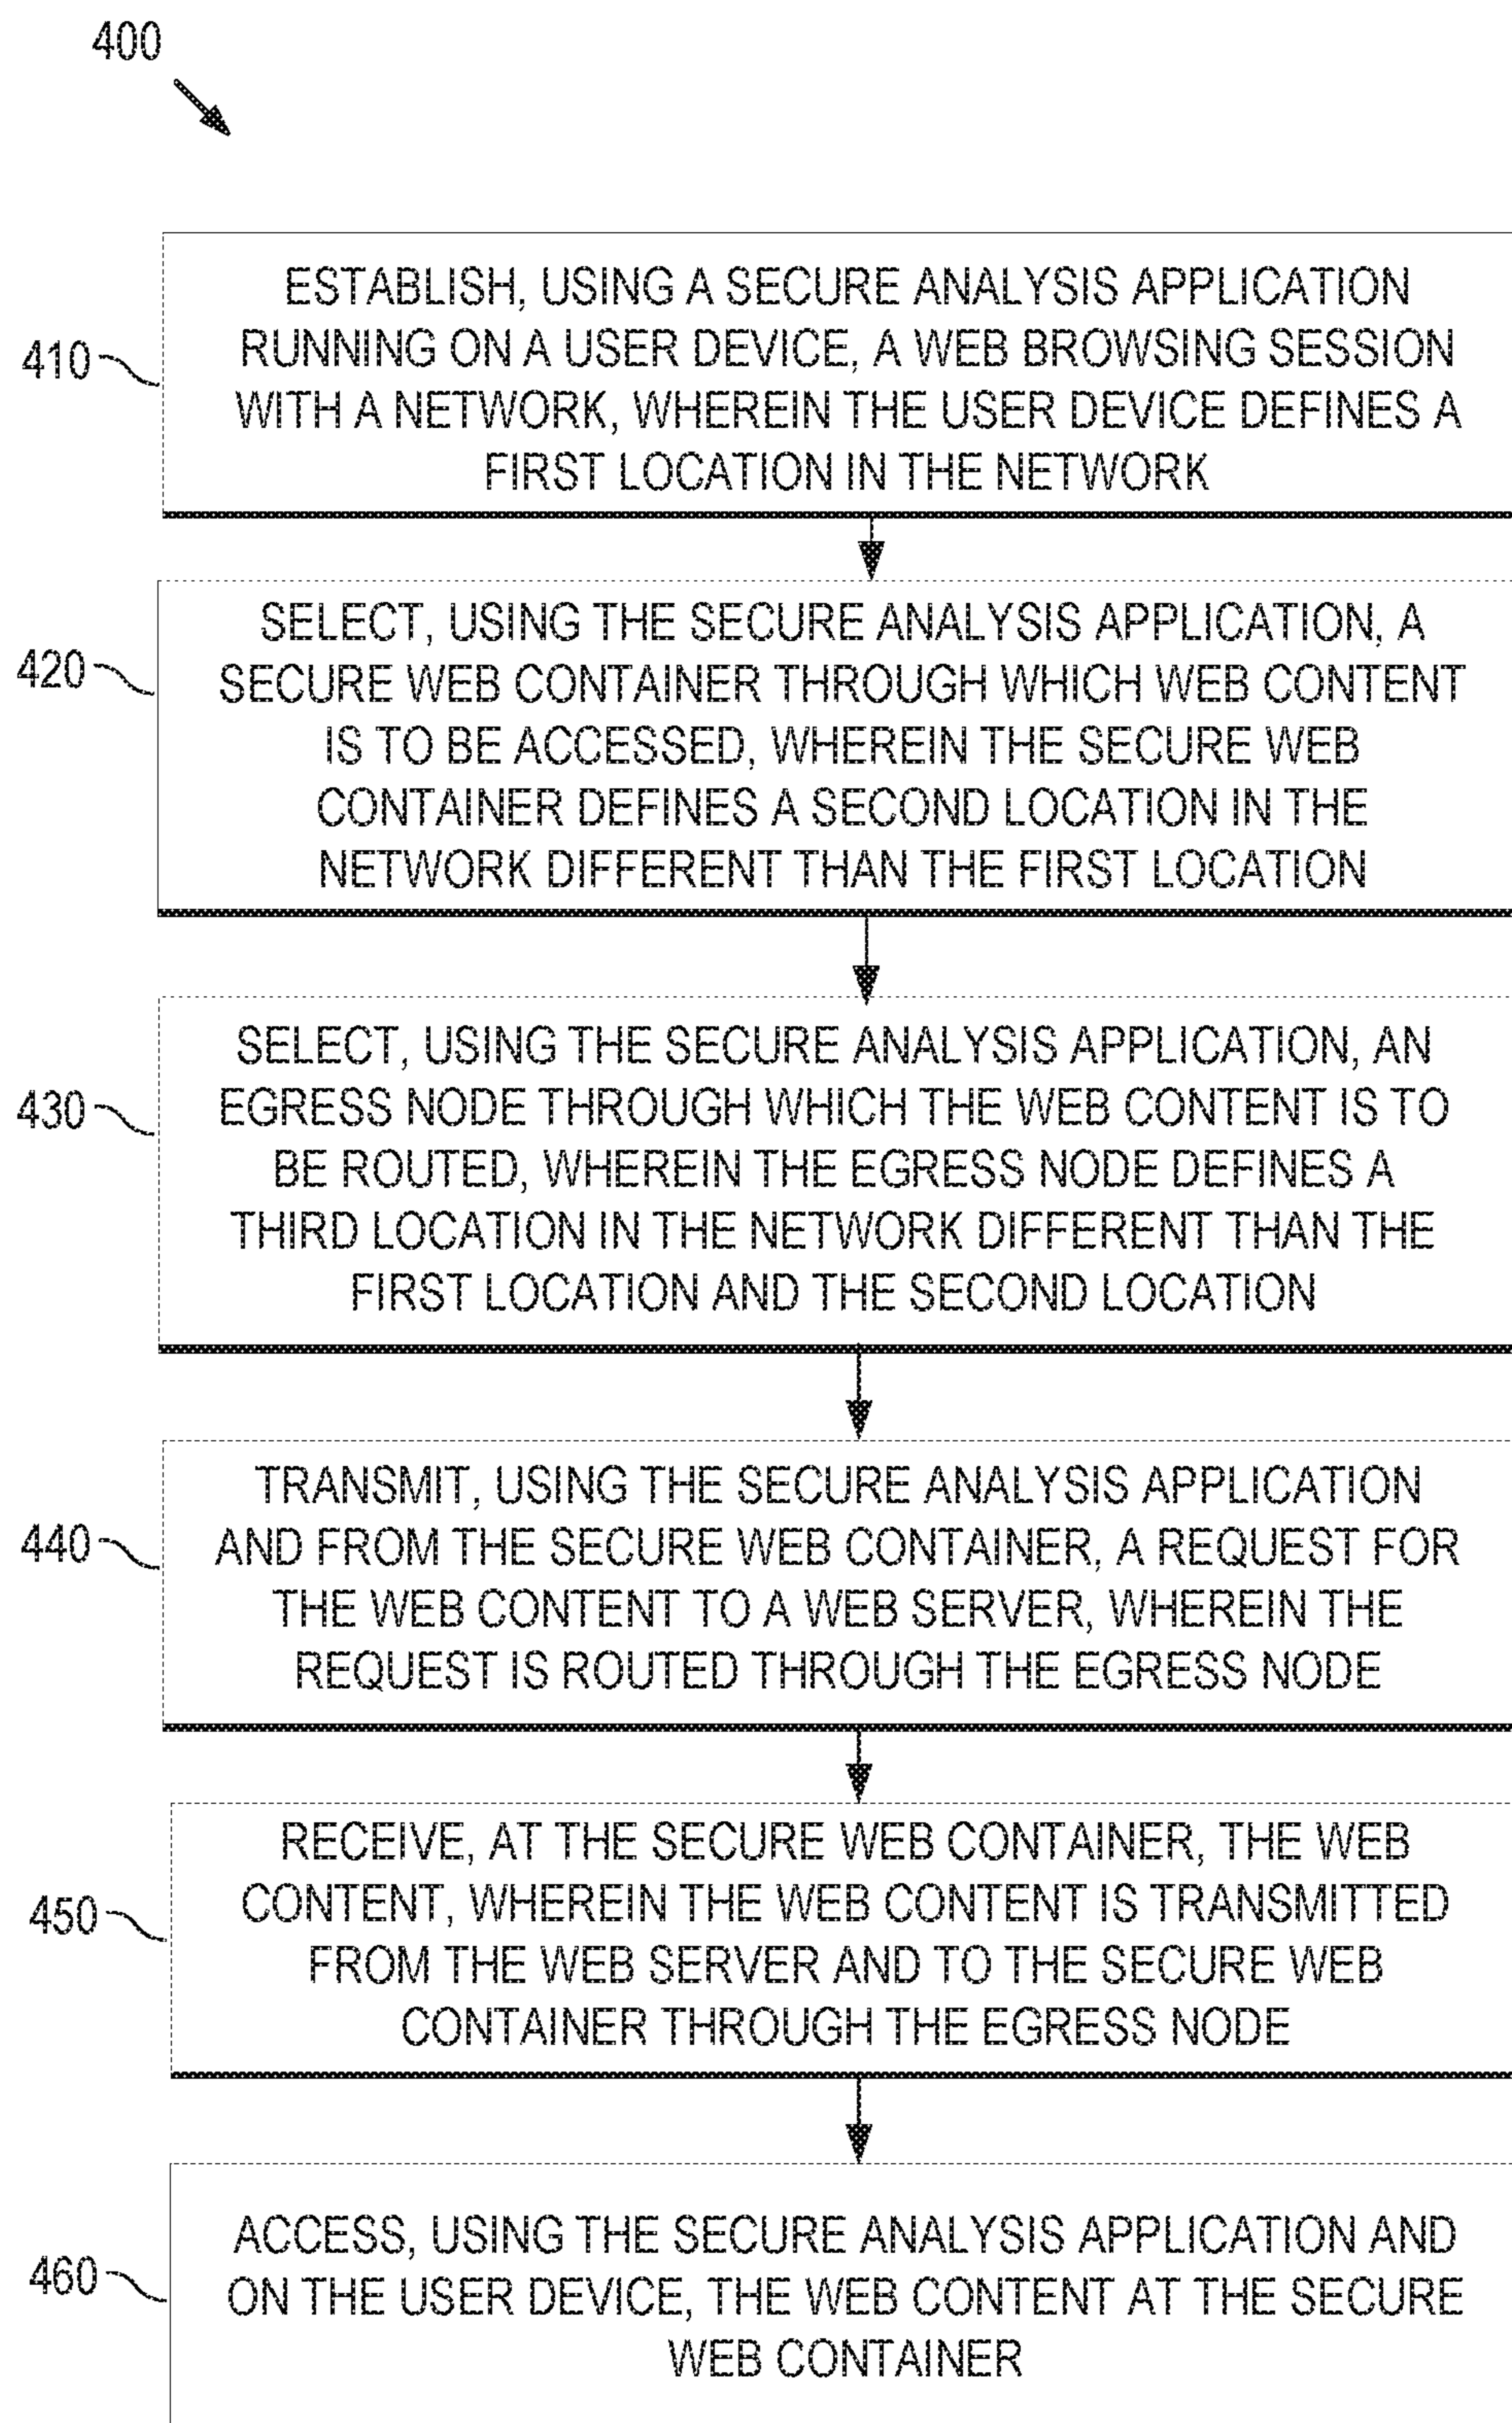 400
410
ESTABLISH, USING A SECURE ANALYSIS APPLICATION
RUNNING ON A USER DEVICE, A WEB BROWSING SESSION
WITH A NETWORK, WHEREIN THE USER DEVICE DEFINES A
FIRST LOCATION IN THE NETWORK
420
SELECT, USING THE SECURE ANALYSIS APPLICATION, A
SECURE WEB CONTAINER THROUGH WHICH WEB CONTENT
IS TO BE ACCESSED, WHEREIN THE SECURE WEB
CONTAINER DEFINES A SECOND LOCATION IN THE
NETWORK DIFFERENT THAN THE FIRST LOCATION
430
SELECT, USING THE SECURE ANALYSIS APPLICATION, AN
EGRESS NODE THROUGH WHICH THE WEB CONTENT IS TO
BE ROUTED, WHEREIN THE EGRESS NODE DEFINES A
THIRD LOCATION IN THE NETWORK DIFFERENT THAN THE
FIRST LOCATION AND THE SECOND LOCATION
440
TRANSMIT, USING THE SECURE ANALYSIS APPLICATION
AND FROM THE SECURE WEB CONTAINER, A REQUEST FOR
THE WEB CONTENT TO A WEB SERVER, WHEREIN THE
REQUEST IS ROUTED THROUGH THE EGRESS NODE
450
RECEIVE, AT THE SECURE WEB CONTAINER, THE WEB
CONTENT, WHEREIN THE WEB CONTENT IS TRANSMITTED
FROM THE WEB SERVER AND TO THE SECURE WEB
CONTAINER THROUGH THE EGRESS NODE
460
ACCESS, USING THE SECURE ANALYSIS APPLICATION AND
ON THE USER DEVICE, THE WEB CONTENT AT THE SECURE
WEB CONTAINER